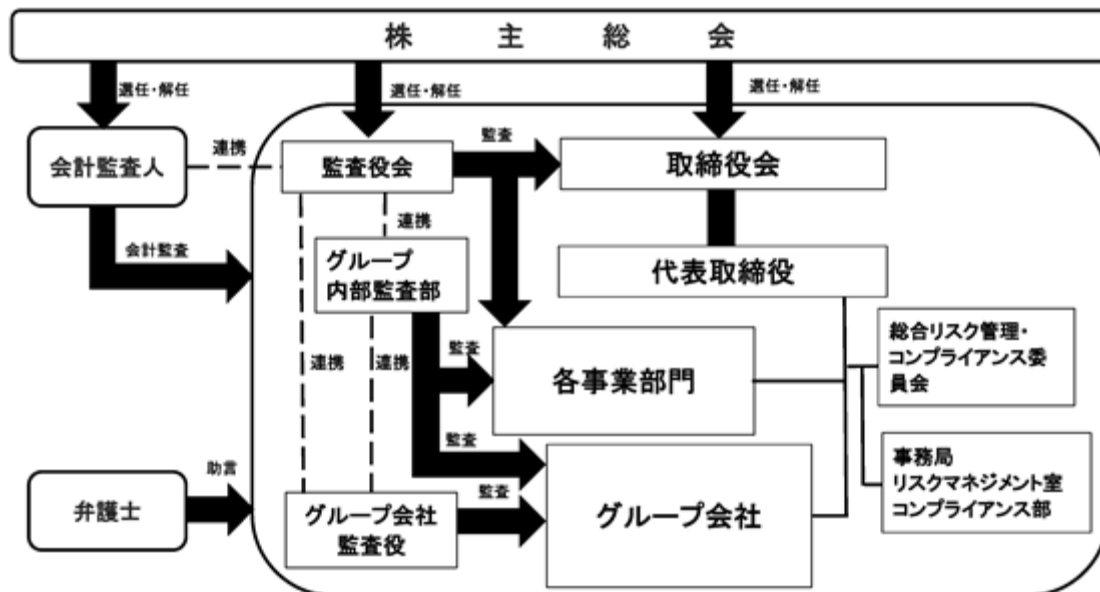 株主総会
選任・解任
選任・解任
選任・解任
会計監査人
連携
監査役会
監査
取締役会
連携
会計監査
グループ
内部監査部
代表取締役
総合リスク管理・
コンプライアンス委
員会
連携
連携
監査
各事業部門
監査
事務局
リスクマネジメント室
コンプライアンス部
助言
弁護士
監査
グループ会社
監査役
グループ会社